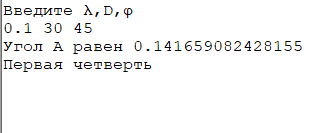 Введите λ,D,φ
0.1 30 45
Угол A равен 0.141659082428155
Первая четверть